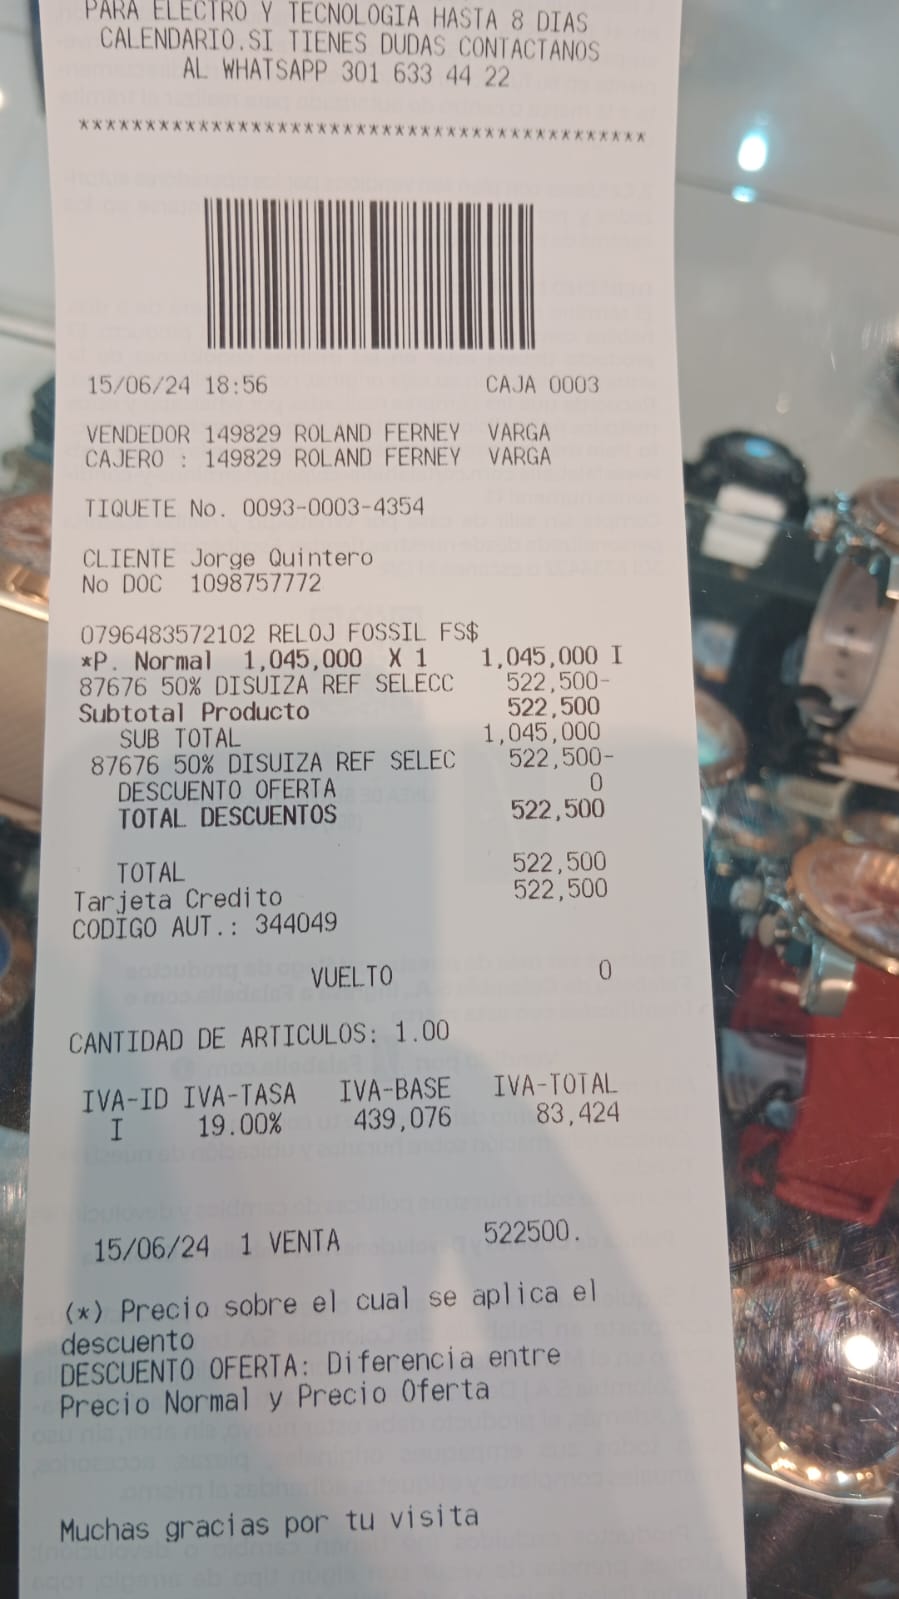 PARA ELECTRO Y TECNOLOGIA HASTA 8 DIAS
CALENDARIO.SI TIENES DUDAS CONTACTANOS
AL WHATSAPP 301 633 44 22
*******************************************
15/06/24 18:56 CAJA 0003
VENDEDOR 149829 ROLAND FERNEY VARGA
CAJERO : 149829 ROLAND FERNEY VARGA
TIQUETE No. 0093-0003-4354
CLIENTE Jorge Quintero
No DOC 1098757772
0796483572102 RELOJ FOSSIL FS$
*P. Normal 1,045,000 X 1 1,045,000 I
87676 50% DISUIZA REF SELECC 522,500-
Subtotal Producto 522,500
SUB TOTAL 1,045,000
87676 50% DISUIZA REF SELEC 522,500-
DESCUENTO OFERTA 0
TOTAL DESCUENTOS 522,500
TOTAL 522,500
Tarjeta Credito 522,500
CODIGO AUT.: 344049
VUELTO 0
CANTIDAD DE ARTICULOS: 1.00
IVA-ID IVA-TASA IVA-BASE IVA-TOTAL
I 19.00% 439,076 83,424
15/06/24 1 VENTA 522500.
(*) Precio sobre el cual se aplica el
descuento
DESCUENTO OFERTA: Diferencia entre
Precio Normal y Precio Oferta
Muchas gracias por tu visita